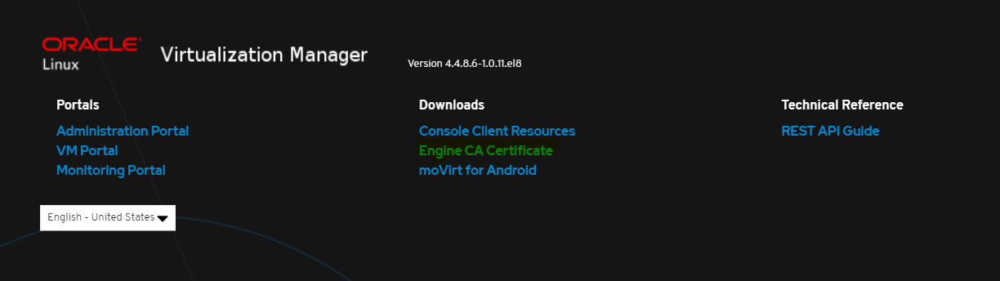 ORACLE
Linux
Virtualization Manager
Version 4.4.8.6-1.0.11.el8
Portals
Administration Portal
VM Portal
Monitoring Portal
Downloads
Console Client Resources
Engine CA Certificate
moVirt for Android
Technical Reference
REST API Guide
English - United States